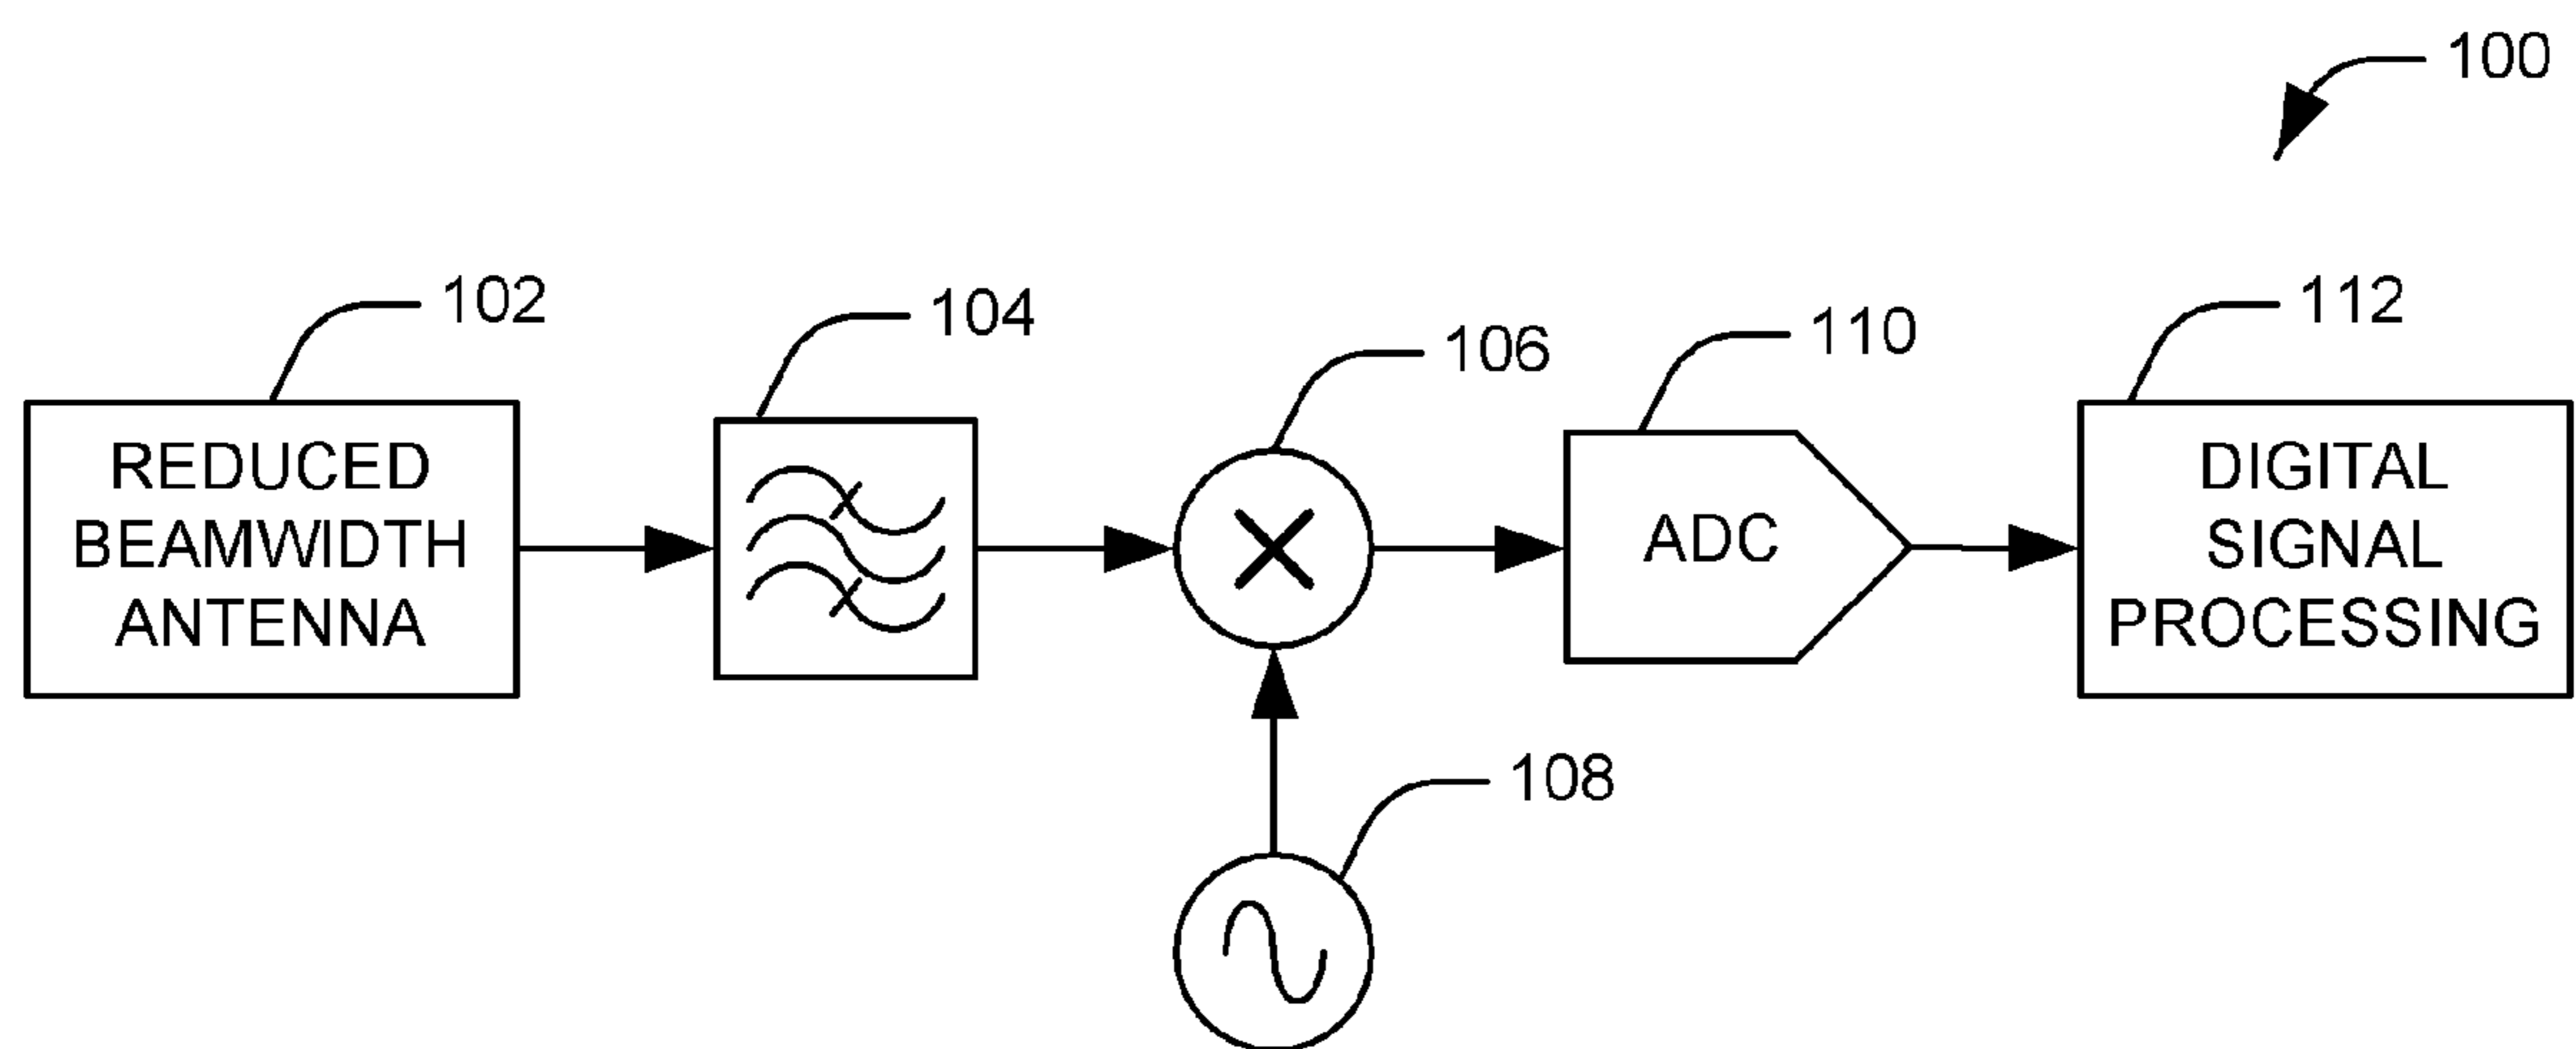 100
102
104
106
110
112
REDUCED
BEAMWIDTH
ANTENNA
ADC
DIGITAL
SIGNAL
PROCESSING
108